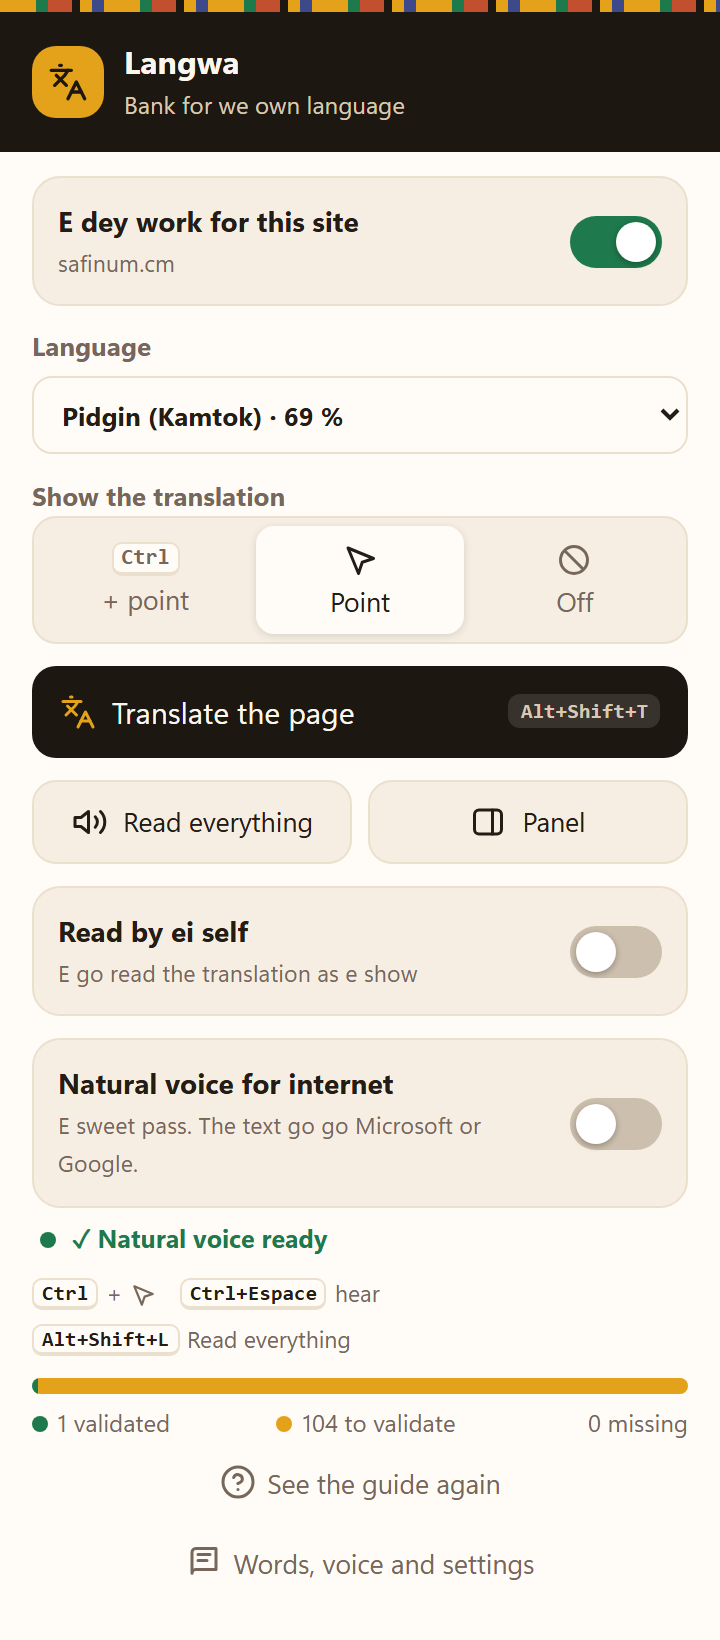 Langwa
Bank for we own language
E dey work for this site
safinum.cm
Language
Pidgin (Kamtok) · 69 %
Show the translation
Ctrl
+ point
Point
Off
Translate the page
Alt+Shift+T
Read everything
Panel
Read by ei self
E go read the translation as e show
Natural voice for internet
E sweet pass. The text go go Microsoft or
Google.
✓ Natural voice ready
Ctrl + Ctrl+Espace hear
Alt+Shift+L Read everything
1 validated
104 to validate
0 missing
See the guide again
Words, voice and settings